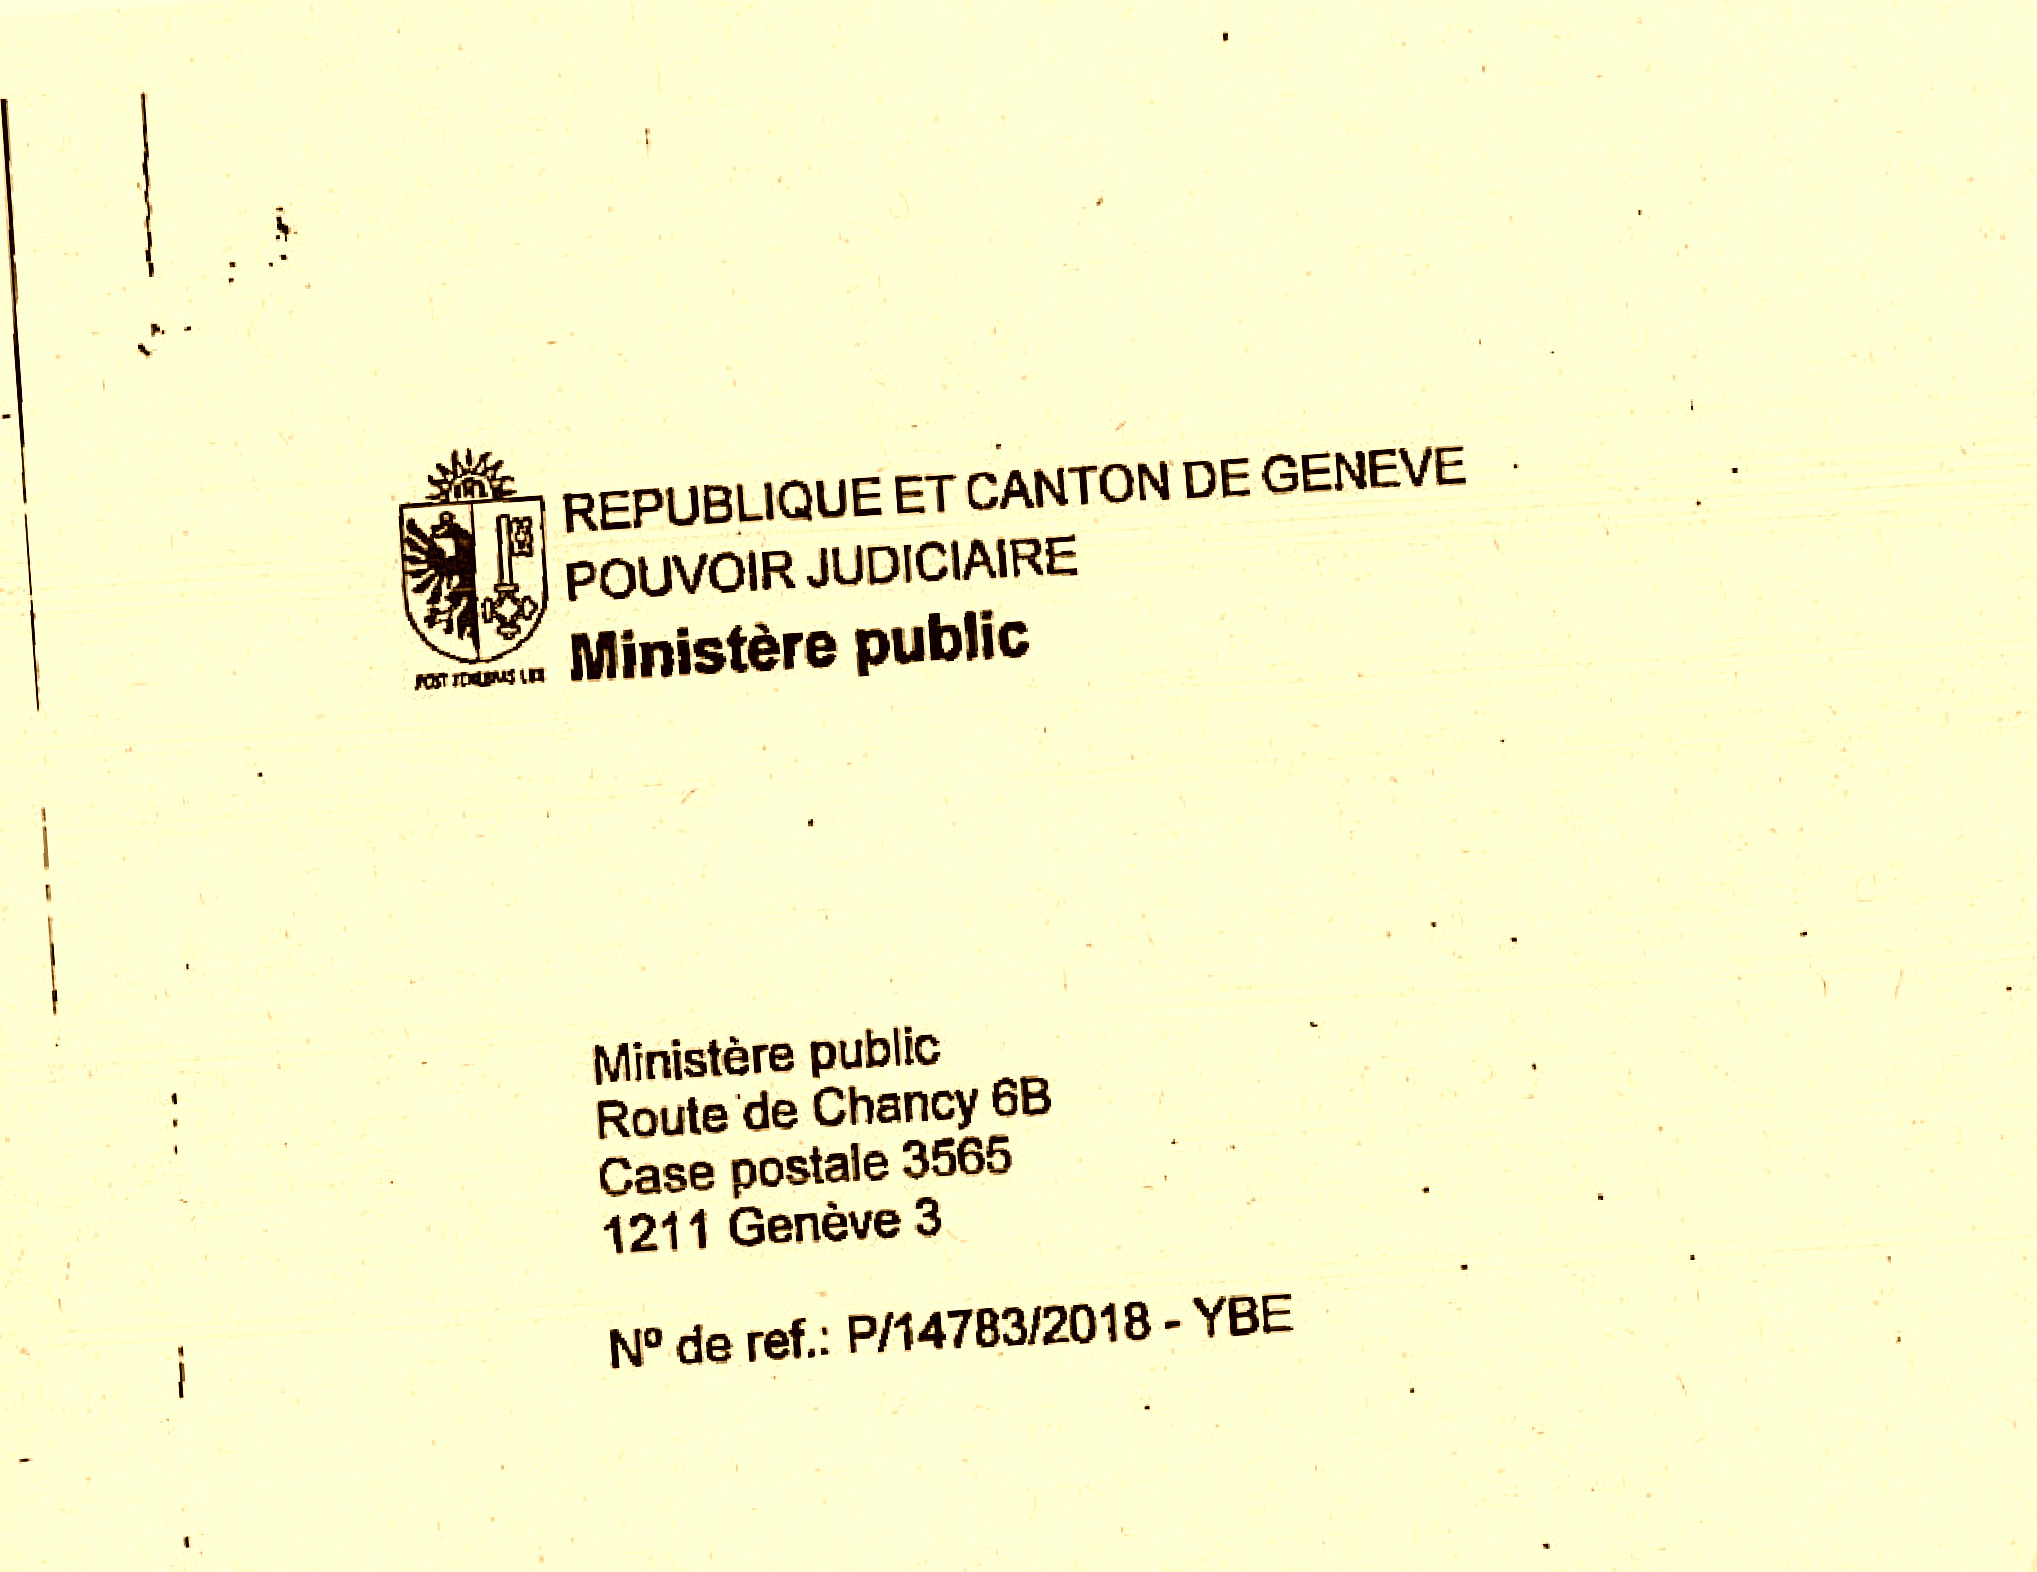 REPUBLIQUE ET CANTON DE GENEVE
POUVOIR JUDICIAIRE
Ministère public
POST TENEBRAS LUX
Ministère public
Route de Chancy 6B
Case postale 3565
1211 Genève 3
Nº de ref.: P/14783/2018 - YBE